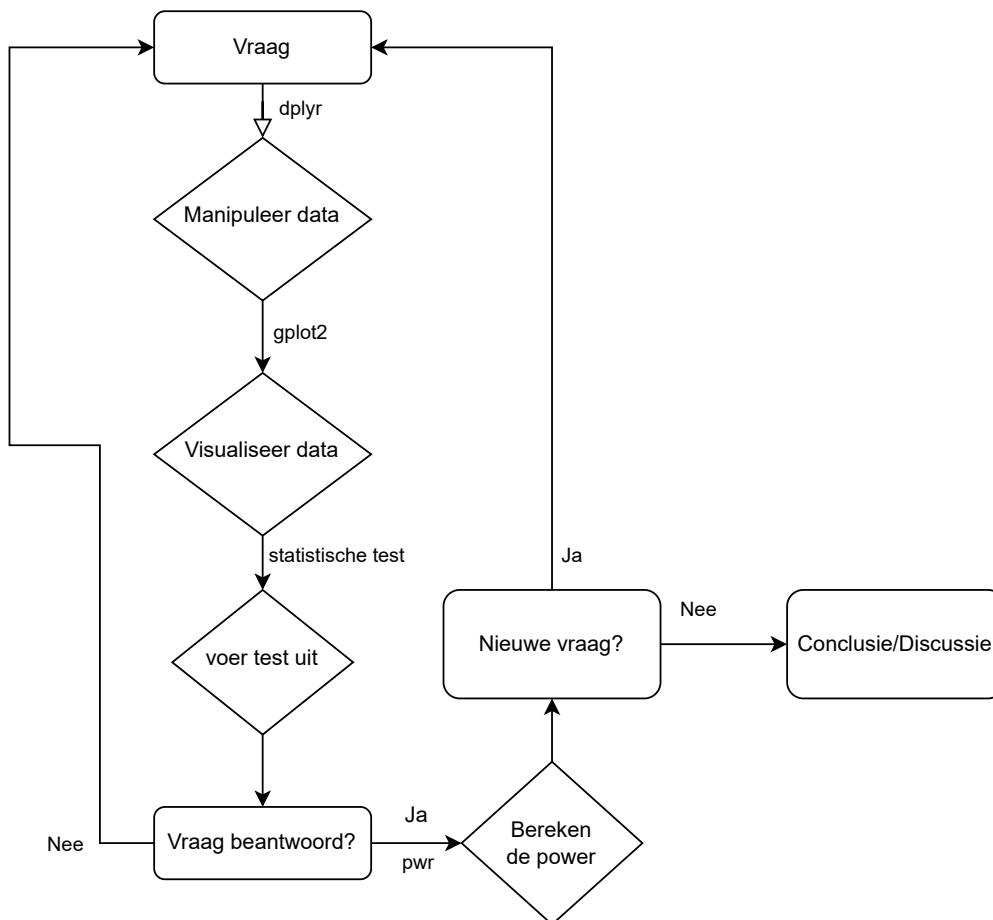 Vraag
dplyr
Manipuleer data
gplot2
Visualiseer data
statistische test
voer test uit
Vraag beantwoord?
Nee
Ja
pwr
Bereken
de power
Nieuwe vraag?
Ja
Nee
Conclusie/Discussie